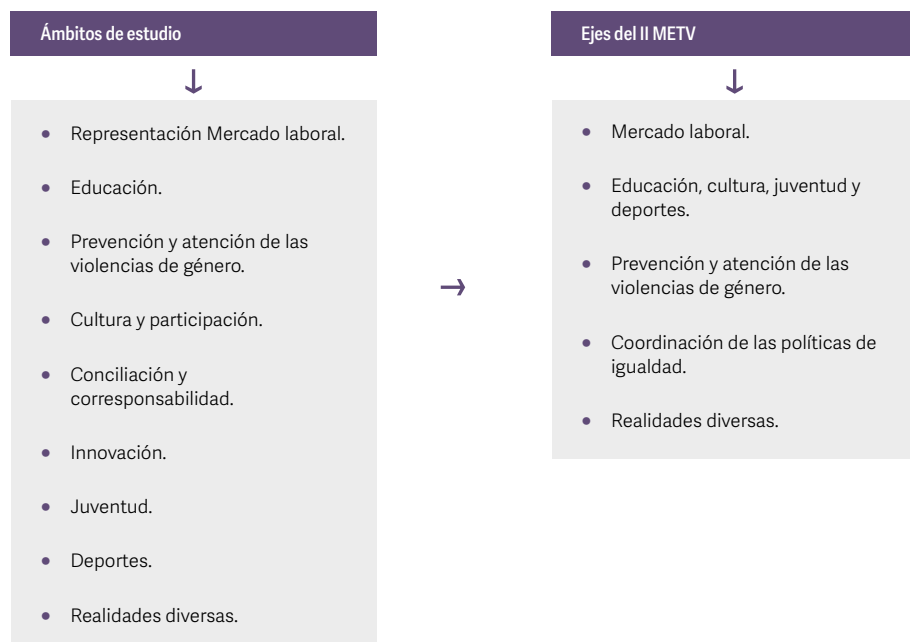 Ámbitos de estudio
Representación Mercado laboral.
Educación.
Prevención y atención de las
violencias de género.
Cultura y participación.
Conciliación y
corresponsabilidad.
Innovación.
Juventud.
Deportes.
Realidades diversas.
Ejes del II METV
Mercado laboral.
Educación, cultura, juventud y
deportes.
Prevención y atención de las
violencias de género.
Coordinación de las políticas de
igualdad.
Realidades diversas.